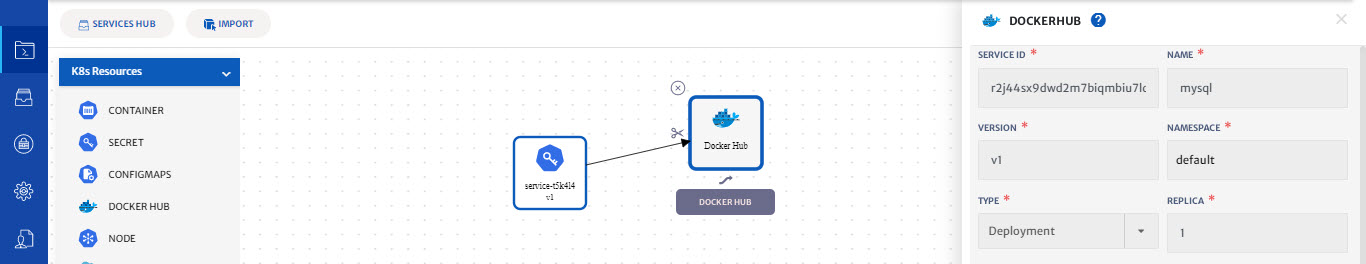 SERVICES HUB
IMPORT
K8s Resources
CONTAINER
SECRET
CONFIGMAPS
DOCKER HUB
NODE
service-t5k4l4
v1
Docker Hub
DOCKER HUB
DOCKERHUB ?
SERVICE ID *
NAME *
r2j44sx9dwd2m7biqmbiu7lc
mysql
VERSION *
NAMESPACE *
v1
default
TYPE *
REPLICA *
Deployment
1